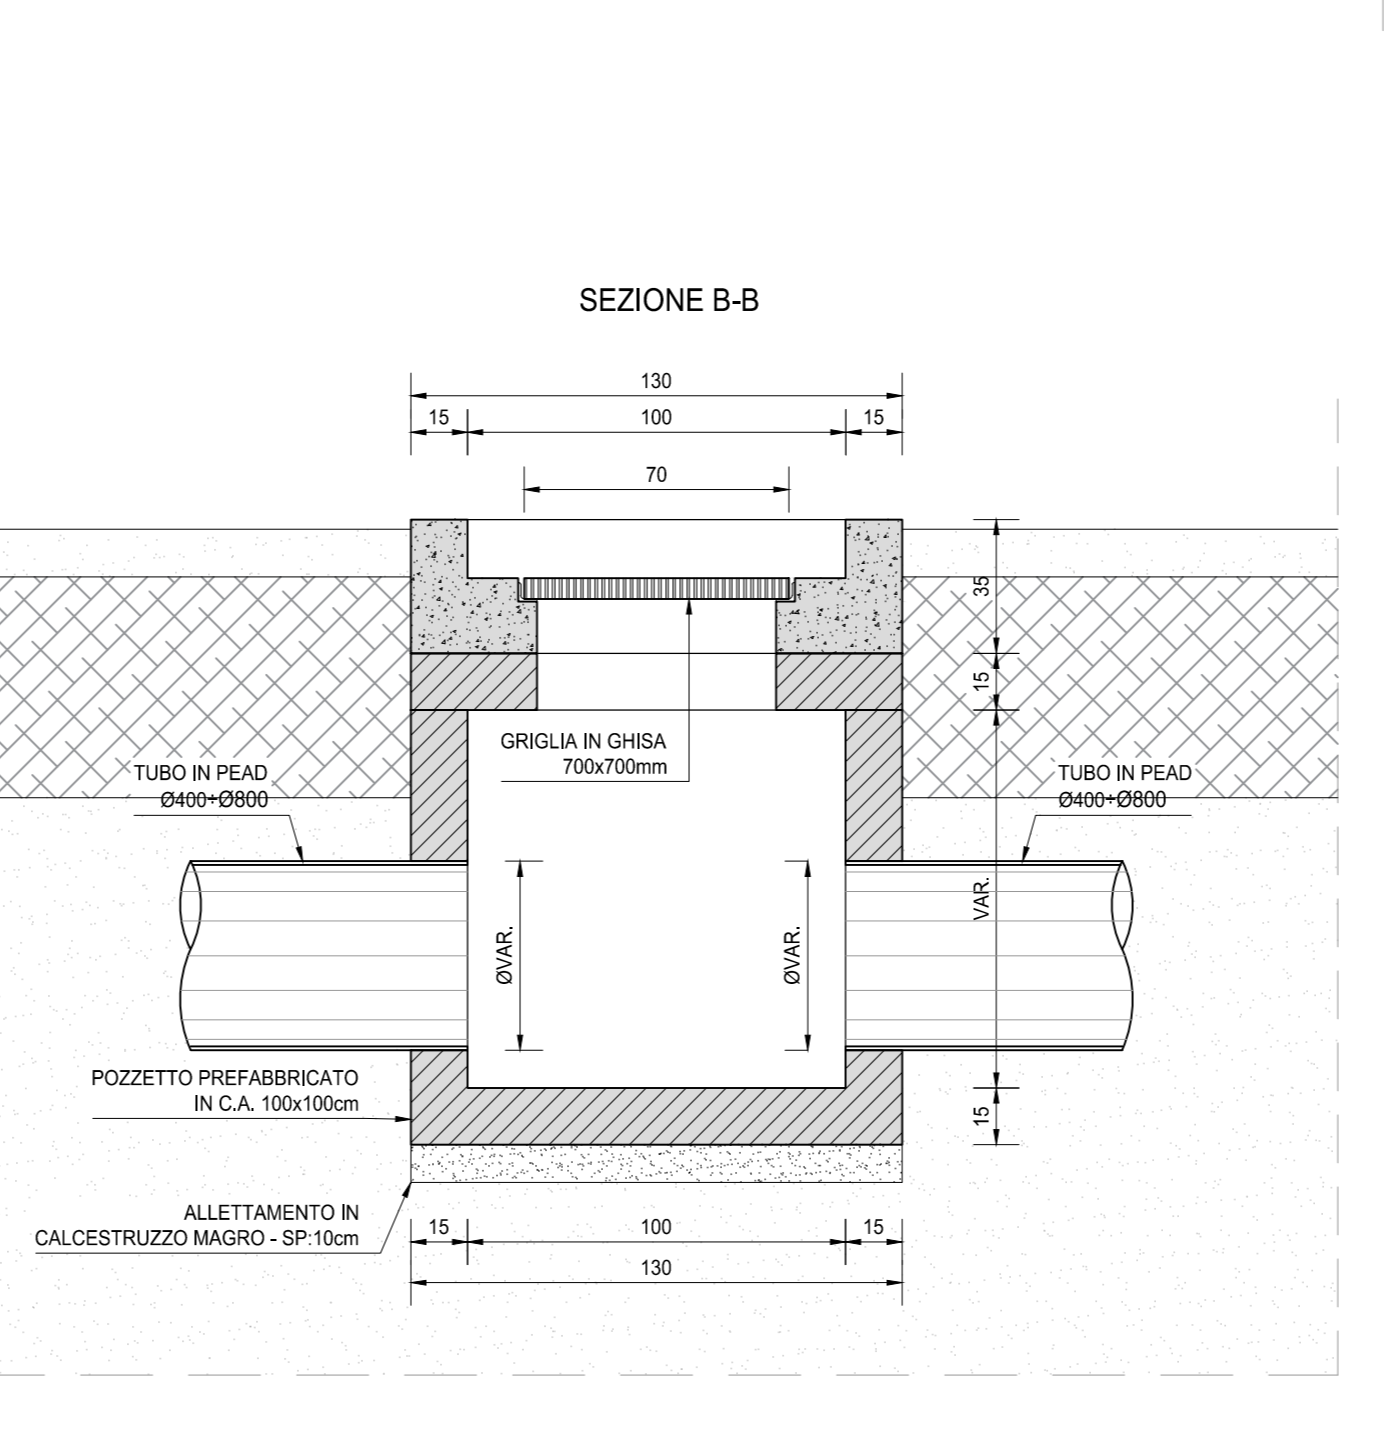 SEZIONE B-B
130
15
100
15
70
35
15
GRIGLIA IN GHISA
700x700mm
TUBO IN PEAD
Ø400÷Ø800
TUBO IN PEAD
Ø400÷Ø800
VAR.
ØVAR.
ØVAR.
POZZETTO PREFABBRICATO
IN C.A. 100x100cm
15
ALLETTAMENTO IN
CALCESTRUZZO MAGRO - SP:10cm
15
100
15
130